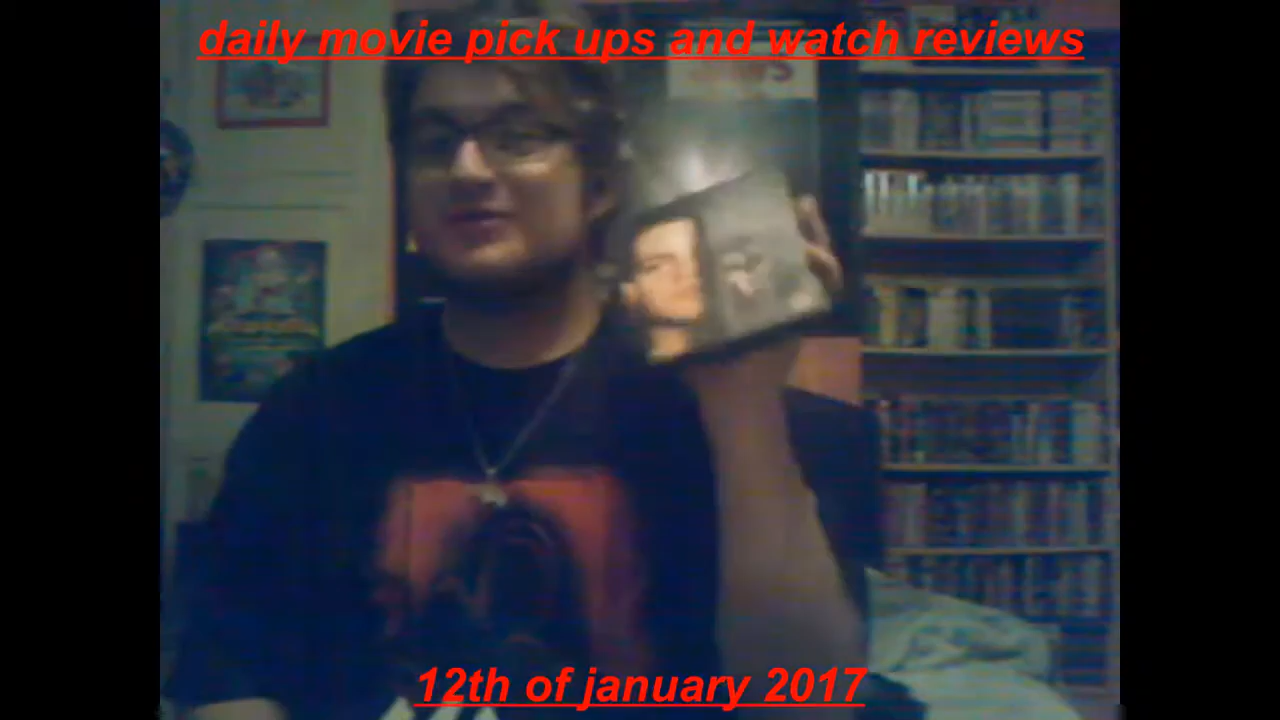 daily movie pick ups and watch reviews
12th of january 2017